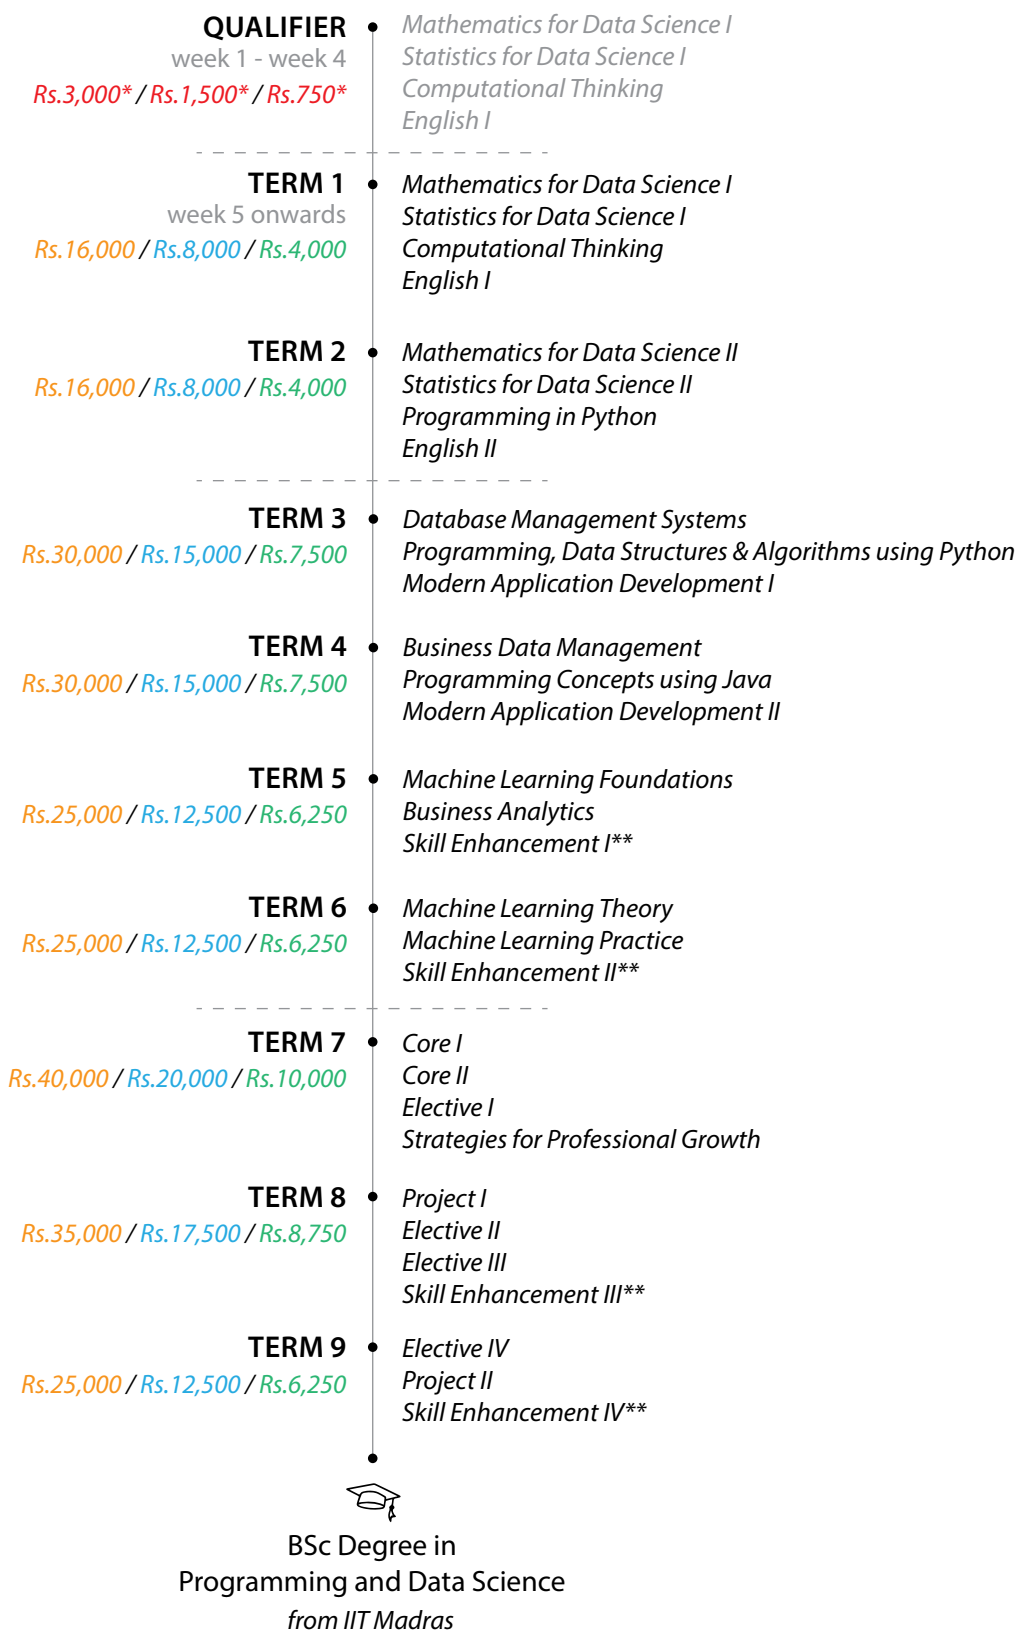 QUALIFIER
week 1 - week 4
Rs.3,000* / Rs.1,500* / Rs.750*
Mathematics for Data Science I
Statistics for Data Science I
Computational Thinking
English I
TERM 1
week 5 onwards
Rs.16,000 / Rs.8,000 / Rs.4,000
Mathematics for Data Science I
Statistics for Data Science I
Computational Thinking
English I
TERM 2
Rs.16,000 / Rs.8,000 / Rs.4,000
Mathematics for Data Science II
Statistics for Data Science II
Programming in Python
English II
TERM 3
Rs.30,000 / Rs.15,000 / Rs.7,500
Database Management Systems
Programming, Data Structures & Algorithms using Python
Modern Application Development I
TERM 4
Rs.30,000 / Rs.15,000 / Rs.7,500
Business Data Management
Programming Concepts using Java
Modern Application Development II
TERM 5
Rs.25,000 / Rs.12,500 / Rs.6,250
Machine Learning Foundations
Business Analytics
Skill Enhancement I**
TERM 6
Rs.25,000 / Rs.12,500 / Rs.6,250
Machine Learning Theory
Machine Learning Practice
Skill Enhancement II**
TERM 7
Rs.40,000 / Rs.20,000 / Rs.10,000
Core I
Core II
Elective I
Strategies for Professional Growth
TERM 8
Rs.35,000 / Rs.17,500 / Rs.8,750
Project I
Elective II
Elective III
Skill Enhancement III**
TERM 9
Rs.25,000 / Rs.12,500 / Rs.6,250
Elective IV
Project II
Skill Enhancement IV**
BSc Degree in
Programming and Data Science
from IIT Madras